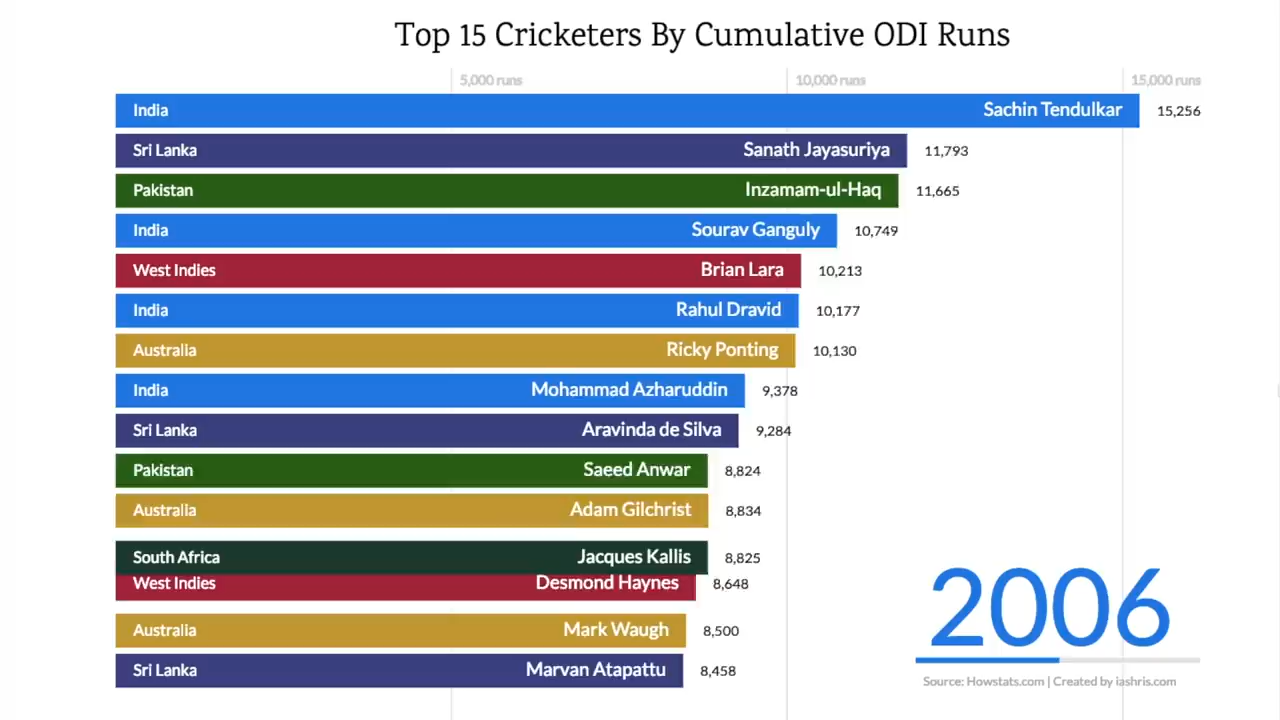 Top 15 Cricketers By Cumulative ODI Runs
5,000 runs 10,000 runs 15,000 runs
India Sachin Tendulkar 15,256
Sri Lanka Sanath Jayasuriya 11,793
Pakistan Inzamam-ul-Haq 11,665
India Sourav Ganguly 10,749
West Indies Brian Lara 10,213
India Rahul Dravid 10,177
Australia Ricky Ponting 10,130
India Mohammad Azharuddin 9,378
Sri Lanka Aravinda de Silva 9,284
Pakistan Saeed Anwar 8,824
Australia Adam Gilchrist 8,834
South Africa Jacques Kallis 8,825
West Indies Desmond Haynes 8,648
Australia Mark Waugh 8,500
Sri Lanka Marvan Atapattu 8,458
2006
Source: Howstats.com | Created by iashris.com